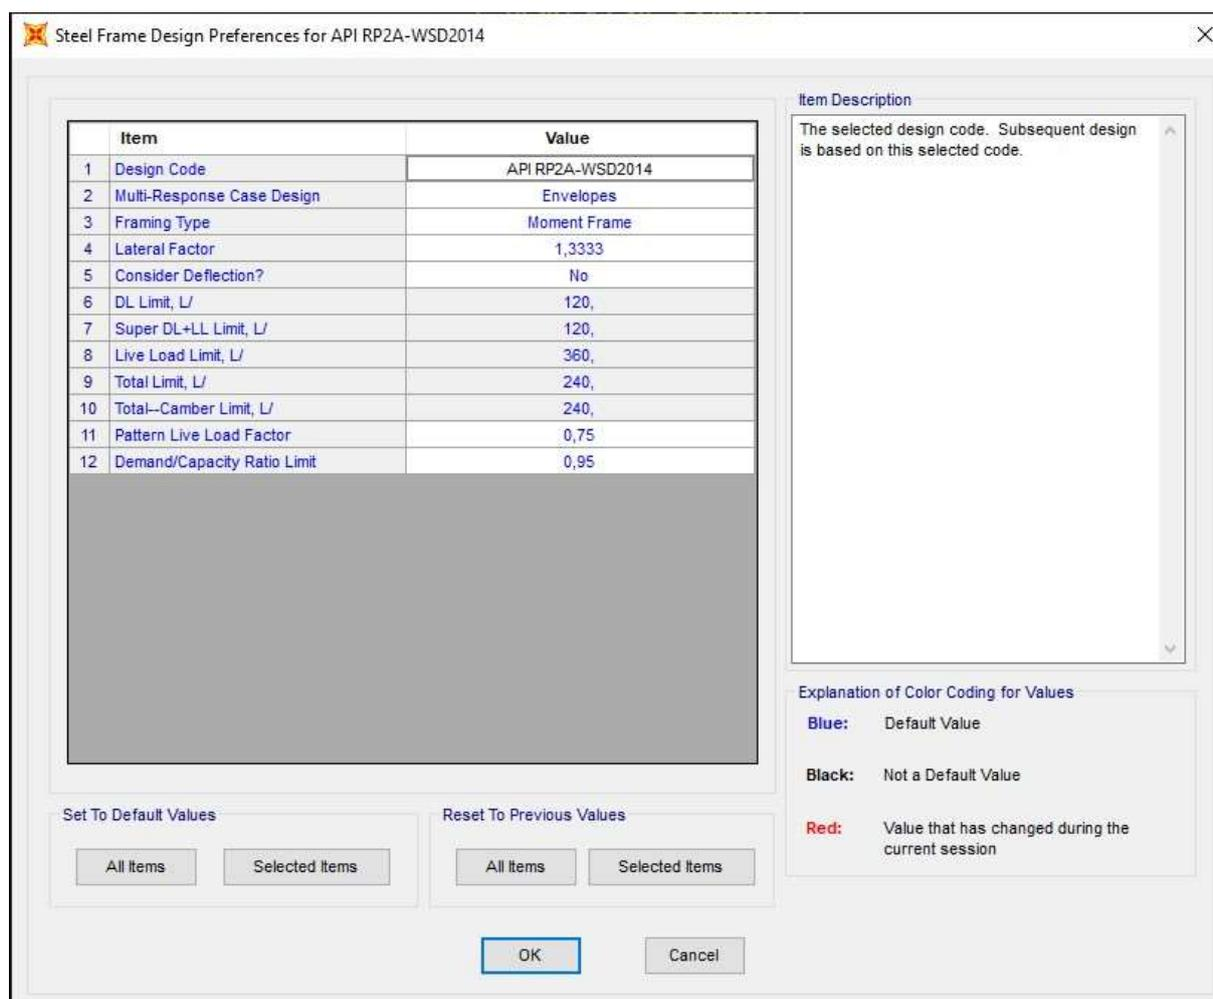 Steel Frame Design Preferences for API RP2A-WSD2014
Item Value
1 Design Code API RP2A-WSD2014
2 Multi-Response Case Design Envelopes
3 Framing Type Moment Frame
4 Lateral Factor 1,3333
5 Consider Deflection? No
6 DL Limit, L/ 120,
7 Super DL+LL Limit, L/ 120,
8 Live Load Limit, L/ 360,
9 Total Limit, L/ 240,
10 Total--Camber Limit, L/ 240,
11 Pattern Live Load Factor 0,75
12 Demand/Capacity Ratio Limit 0,95
Item Description
The selected design code. Subsequent design
is based on this selected code.
Explanation of Color Coding for Values
Blue: Default Value
Black: Not a Default Value
Red: Value that has changed during the
current session
Set To Default Values
All Items Selected Items
Reset To Previous Values
All Items Selected Items
OK Cancel